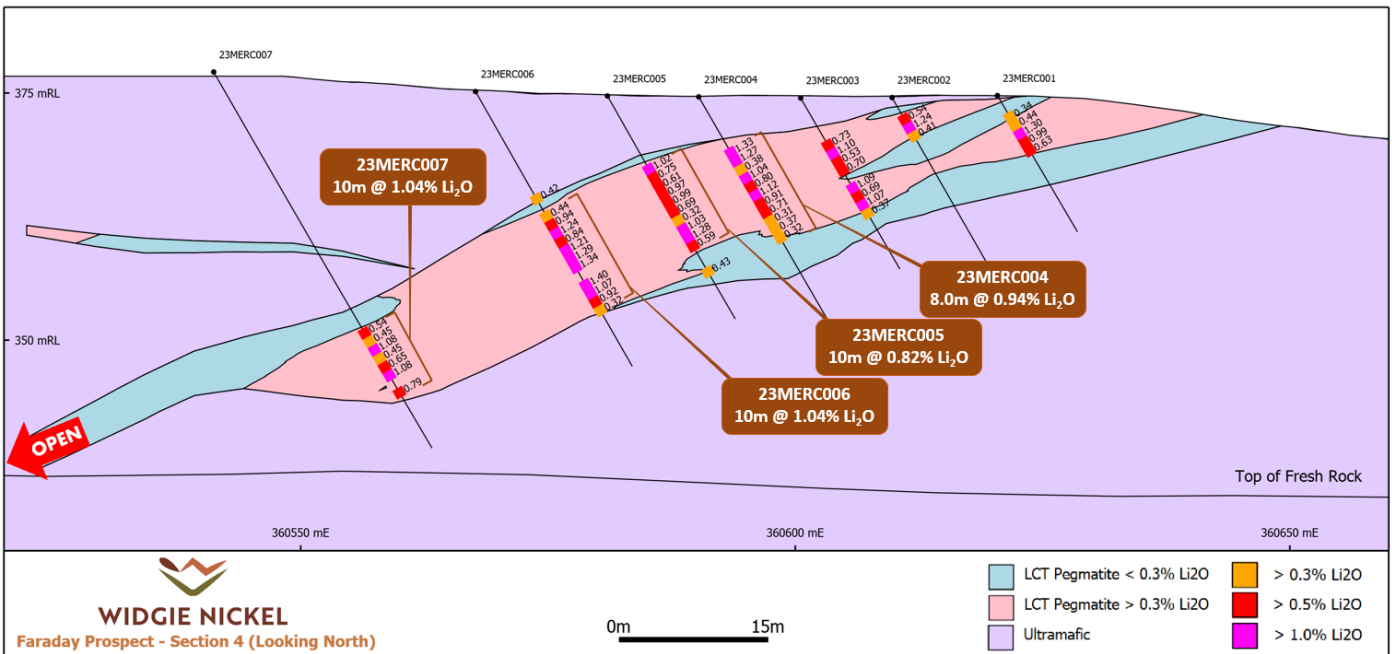 23MERC007
23MERC006
23MERC005
23MERC004
23MERC003
23MERC002
23MERC001
375 mRL
0.54
1.24
0.41
0.34
0.44
1.30
0.99
0.63
0.73
1.10
0.53
0.70
1.09
0.69
1.07
0.37
1.33
1.27
0.38
1.04
0.80
1.12
0.91
0.71
0.31
0.37
0.32
1.02
0.75
0.61
0.97
0.99
0.69
0.32
1.03
1.28
0.59
0.43
0.42
0.44
0.94
1.24
0.84
1.21
1.29
1.34
1.40
1.07
0.92
0.32
23MERC007
10m @ 1.04% Li₂O
23MERC004
8.0m @ 0.94% Li₂O
23MERC005
10m @ 0.82% Li₂O
23MERC006
10m @ 1.04% Li₂O
350 mRL
0.54
0.45
1.08
0.45
0.65
1.08
0.79
OPEN
Top of Fresh Rock
360550 mE
360600 mE
360650 mE
WIDGIE NICKEL
Faraday Prospect - Section 4 (Looking North)
0m
15m
LCT Pegmatite < 0.3% Li2O
LCT Pegmatite > 0.3% Li2O
Ultramafic
> 0.3% Li2O
> 0.5% Li2O
> 1.0% Li2O